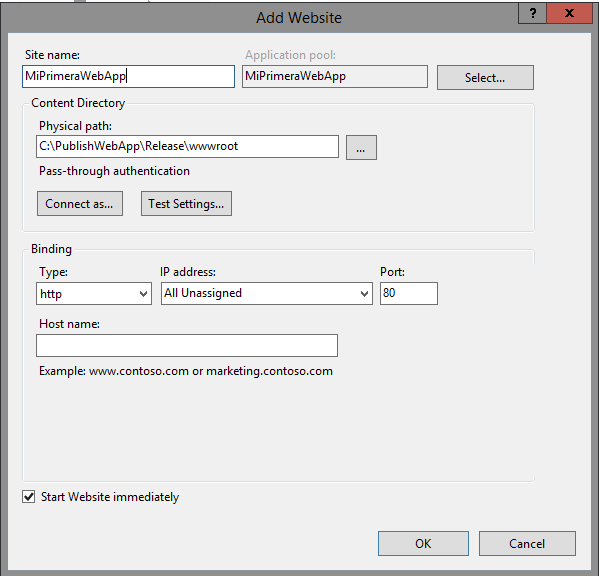 Add Website
?
x
Site name:
Application pool:
MiPrimeraWebApp
MiPrimeraWebApp
Select...
Content Directory
Physical path:
C:\PublishWebApp\Release\wwwroot
...
Pass-through authentication
Connect as...
Test Settings...
Binding
Type:
IP address:
Port:
http
All Unassigned
80
Host name:
Example: www.contoso.com or marketing.contoso.com
Start Website immediately
OK
Cancel